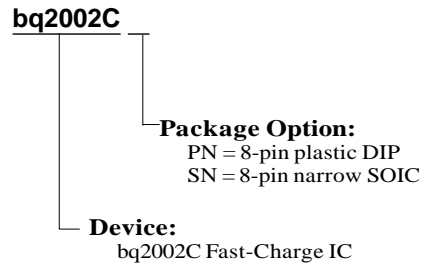 bq2002C
Package Option:
PN = 8-pin plastic DIP
SN = 8-pin narrow SOIC
Device:
bq2002C Fast-Charge IC